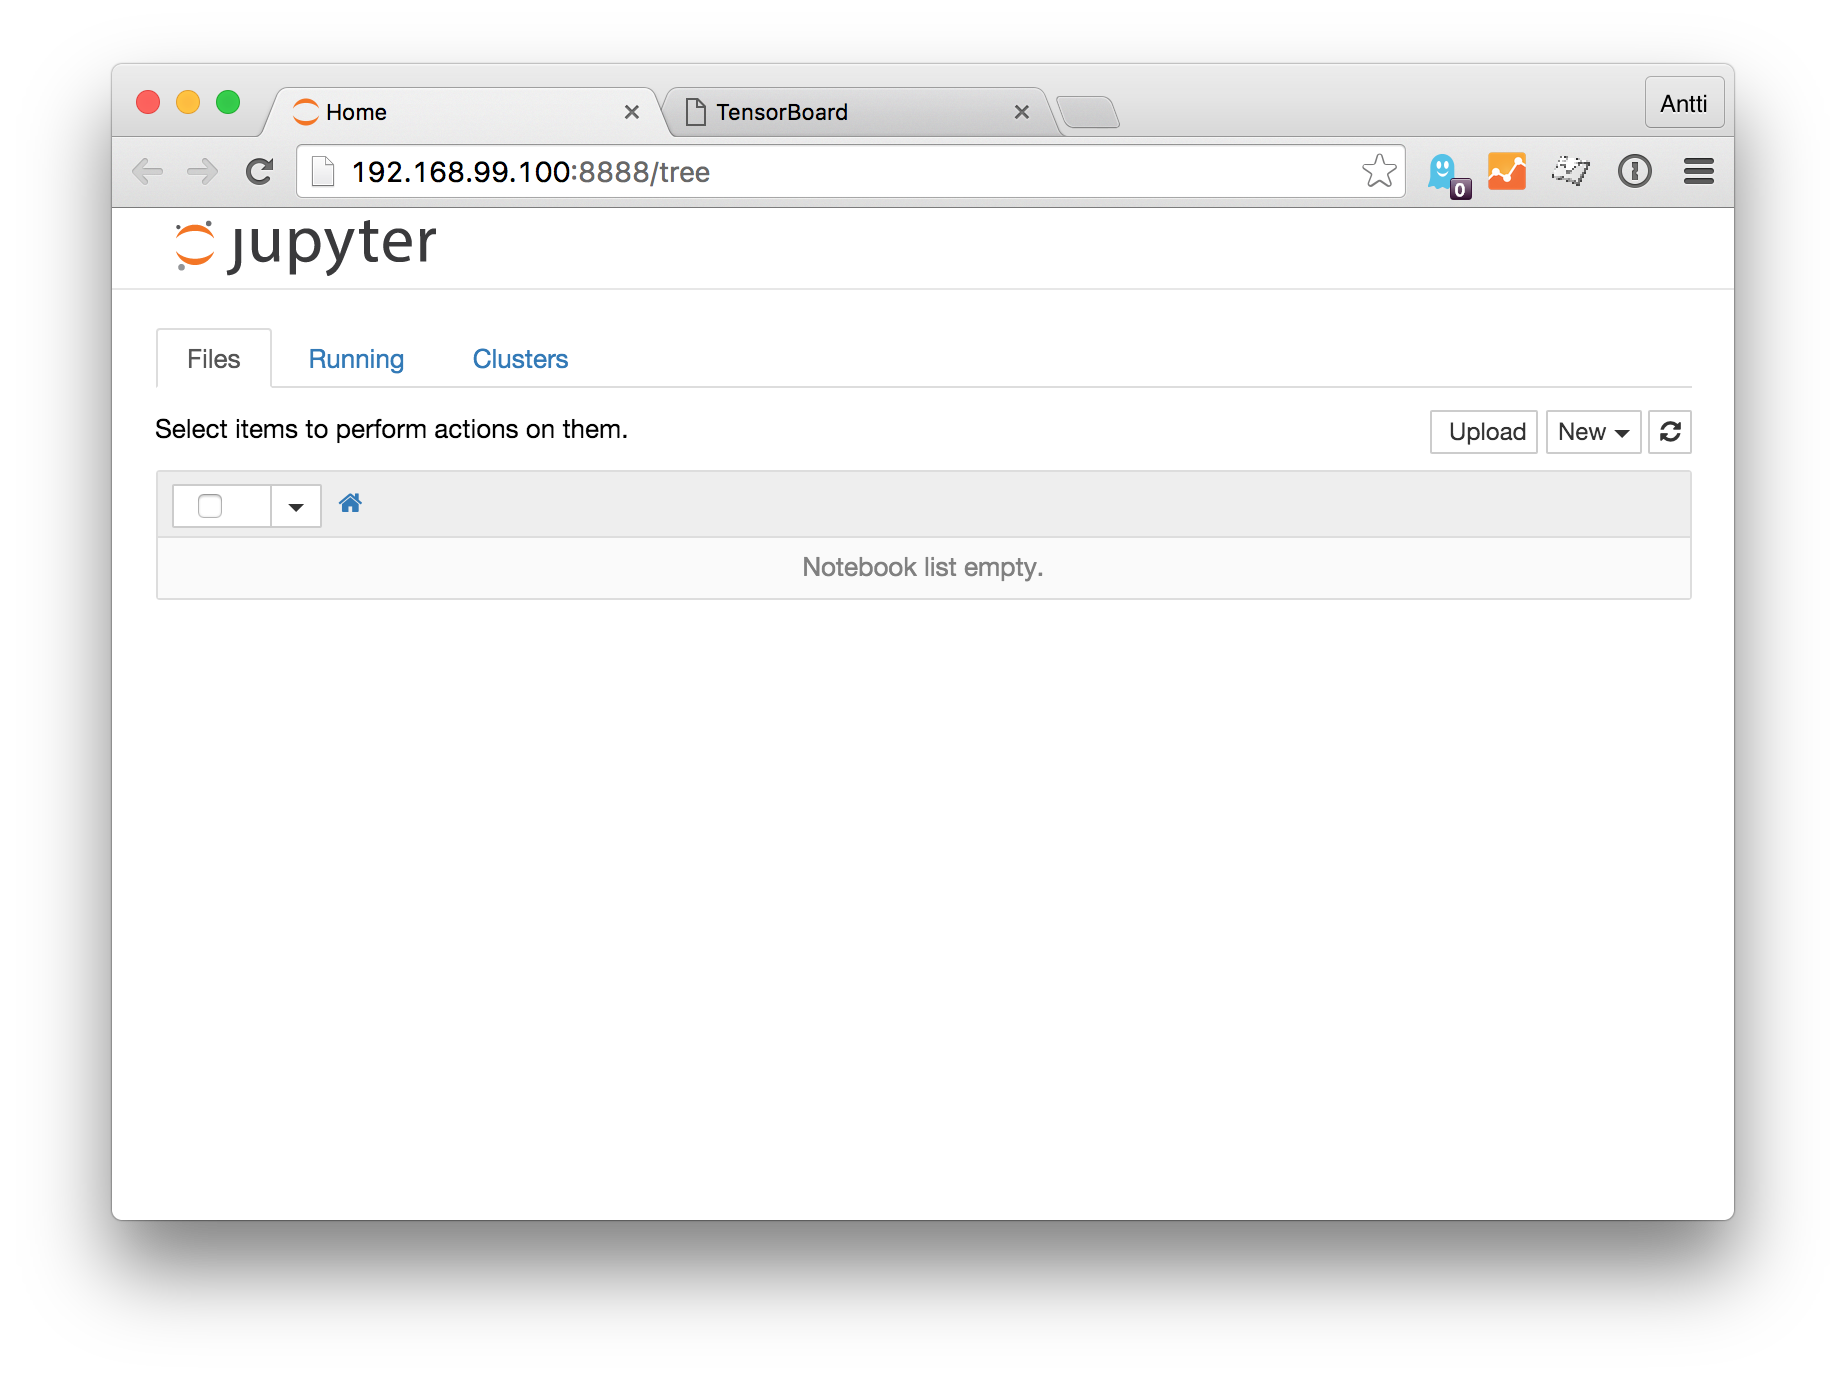 Home
TensorBoard
Antti
192.168.99.100:8888/tree
0
jupyter
Files
Running
Clusters
Select items to perform actions on them.
Upload
New
Notebook list empty.